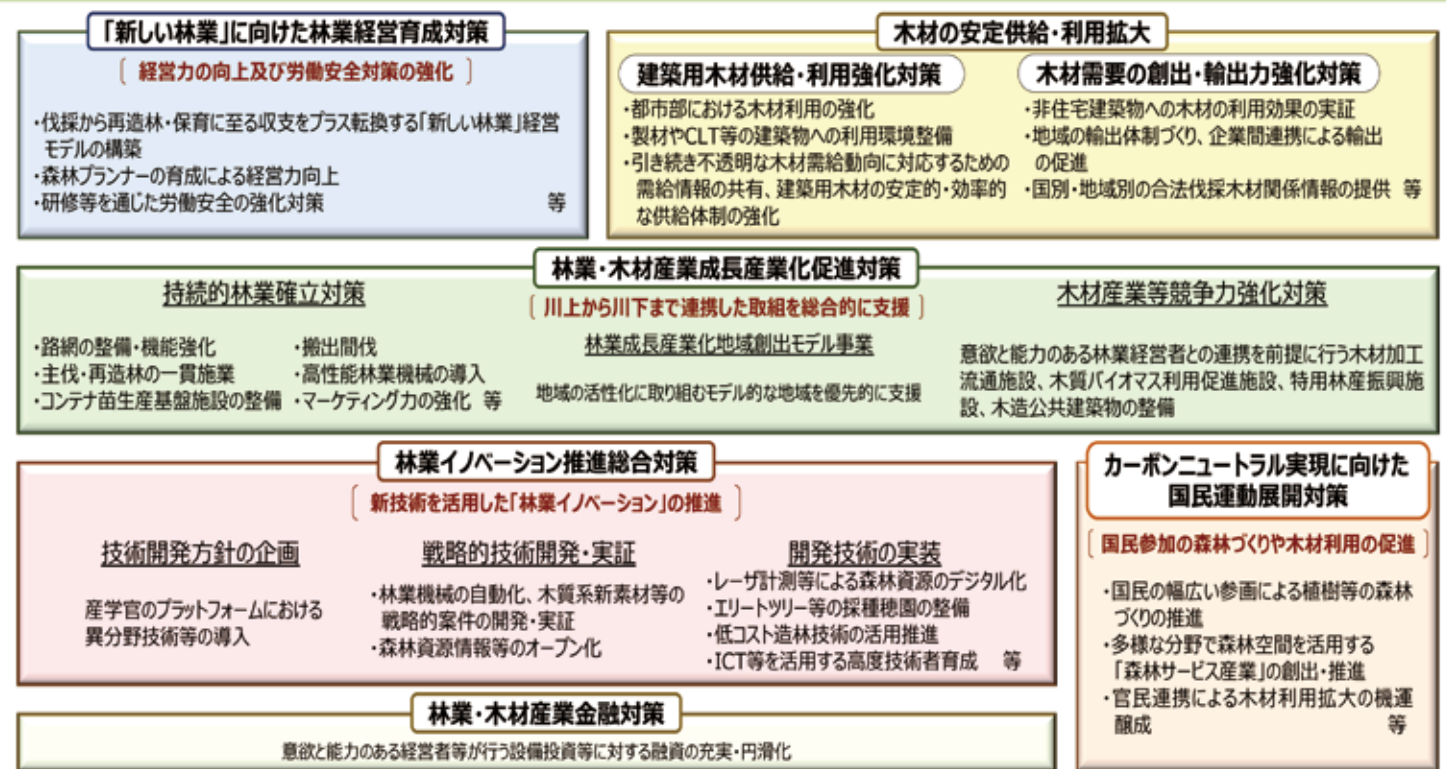 「新しい林業」に向けた林業経営育成対策
［ 経営力の向上及び労働安全対策の強化 ］
・伐採から再造林・保育に至る収支をプラス転換する「新しい林業」経営
モデルの構築
・森林プランナーの育成による経営力向上
・研修等を通じた労働安全の強化対策 等
木材の安定供給・利用拡大
建築用木材供給・利用強化対策
・都市部における木材利用の強化
・製材やCLT等の建築物への利用環境整備
・引き続き不透明な木材需給動向に対応するための
需給情報の共有、建築用木材の安定的・効率的
な供給体制の強化
木材需要の創出・輸出力強化対策
・非住宅建築物への木材の利用効果の実証
・地域の輸出体制づくり、企業間連携による輸出
の促進
・国別・地域別の合法伐採木材関係情報の提供 等
林業・木材産業成長産業化促進対策
［ 川上から川下まで連携した取組を総合的に支援 ］
持続的林業確立対策
・路網の整備・機能強化 ・搬出間伐
・主伐・再造林の一貫施業 ・高性能林業機械の導入
・コンテナ苗生産基盤施設の整備 ・マーケティング力の強化 等
林業成長産業化地域創出モデル事業
地域の活性化に取り組むモデル的な地域を優先的に支援
木材産業等競争力強化対策
意欲と能力のある林業経営者との連携を前提に行う木材加工
流通施設、木質バイオマス利用促進施設、特用林産振興施
設、木造公共建築物の整備
林業イノベーション推進総合対策
［ 新技術を活用した「林業イノベーション」の推進 ］
技術開発方針の企画
産学官のプラットフォームにおける
異分野技術等の導入
戦略的技術開発・実証
・林業機械の自動化、木質系新素材等の
戦略的案件の開発・実証
・森林資源情報等のオープン化
開発技術の実装
・レーザ計測等による森林資源のデジタル化
・エリートツリー等の採種穂園の整備
・低コスト造林技術の活用推進
・ICT等を活用する高度技術者育成 等
カーボンニュートラル実現に向けた
国民運動展開対策
［ 国民参加の森林づくりや木材利用の促進 ］
・国民の幅広い参画による植樹等の森林
づくりの推進
・多様な分野で森林空間を活用する
「森林サービス産業」の創出・推進
・官民連携による木材利用拡大の機運
醸成 等
林業・木材産業金融対策
意欲と能力のある経営者等が行う設備投資等に対する融資の充実・円滑化